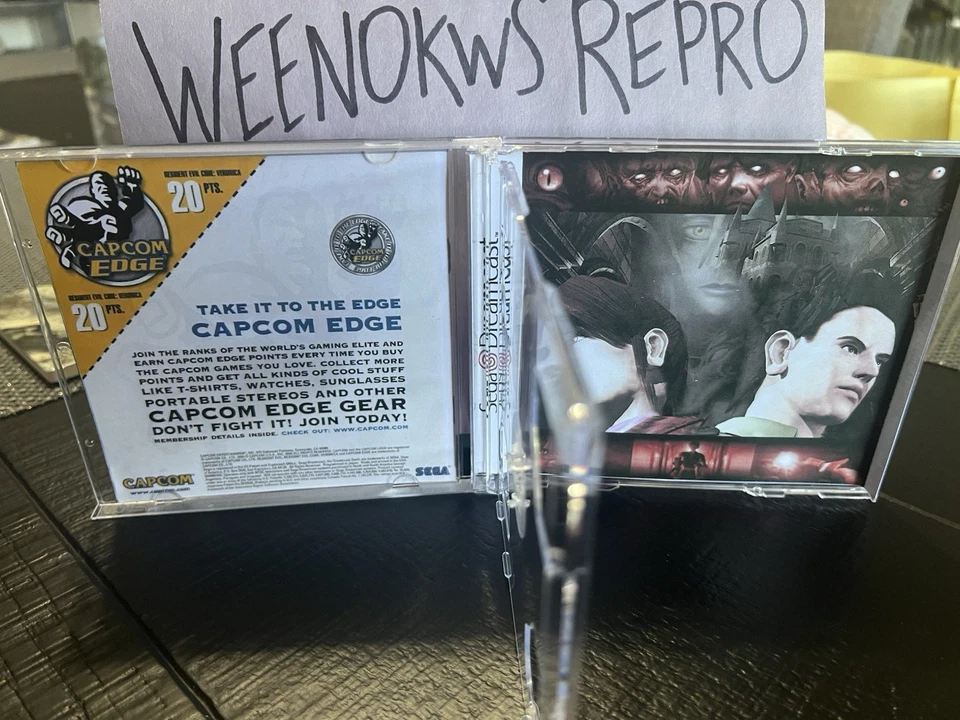 WEENOKWS REPRO
RESIDENT EVIL CODE: VERONICA
20 PTS.
CAPCOM
EDGE
RESIDENT EVIL CODE: VERONICA
20 PTS.
CAPCOM
EDGE
TAKE IT TO THE EDGE
CAPCOM EDGE
JOIN THE RANKS OF THE WORLD'S GAMING ELITE AND
EARN CAPCOM EDGE POINTS EVERY TIME YOU BUY
THE CAPCOM GAMES YOU LOVE. COLLECT MORE
POINTS AND GET ALL KINDS OF COOL STUFF
LIKE T-SHIRTS, WATCHES, SUNGLASSES
PORTABLE STEREOS AND OTHER
CAPCOM EDGE GEAR
DON'T FIGHT IT! JOIN TODAY!
MEMBERSHIP DETAILS INSIDE. CHECK OUT: WWW.CAPCOM.COM
CAPCOM
www.capcom.com
SEGA
Sega Dreamcast